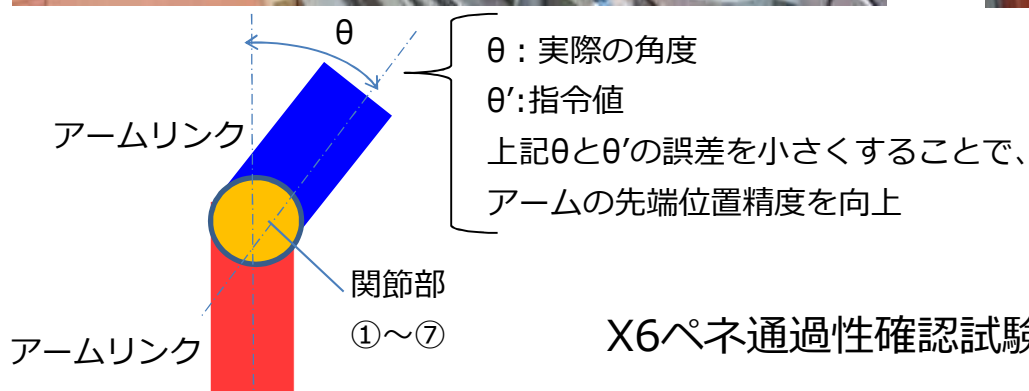 θ
θ：実際の角度
θ’:指令値
上記θとθ’の誤差を小さくすることで、
アームの先端位置精度を向上
アームリンク
関節部
①～⑦
アームリンク
X6ペネ通過性確認試験